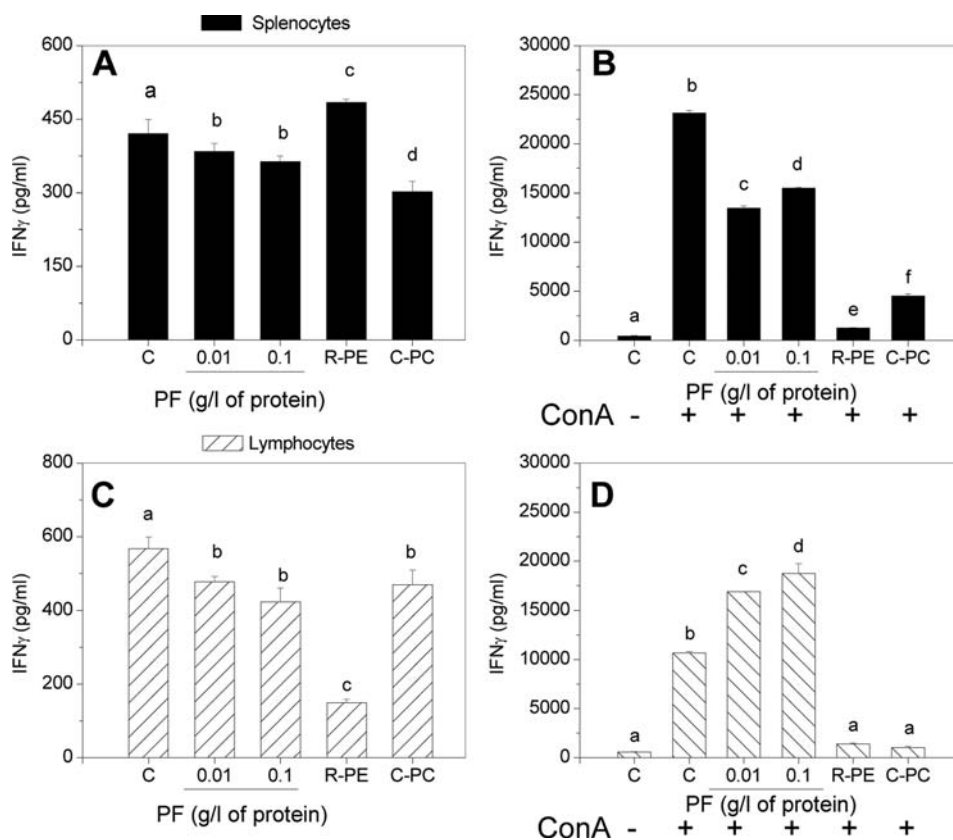 Splenocytes
A
600
450
300
150
0
IFNγ (pg/ml)
a
b
b
c
d
C
0.01
0.1
R-PE
C-PC
PF (g/l of protein)
B
30000
25000
20000
15000
10000
5000
0
IFNγ (pg/ml)
a
b
c
d
e
f
C
C
0.01
0.1
R-PE
C-PC
PF (g/l of protein)
ConA - + + + + +
Lymphocytes
C
800
600
400
200
0
IFNγ (pg/ml)
a
b
b
c
b
C
0.01
0.1
R-PE
C-PC
PF (g/l of protein)
D
30000
25000
20000
15000
10000
5000
0
IFNγ (pg/ml)
a
b
c
d
a
a
C
C
0.01
0.1
R-PE
C-PC
PF (g/l of protein)
ConA - + + + + +